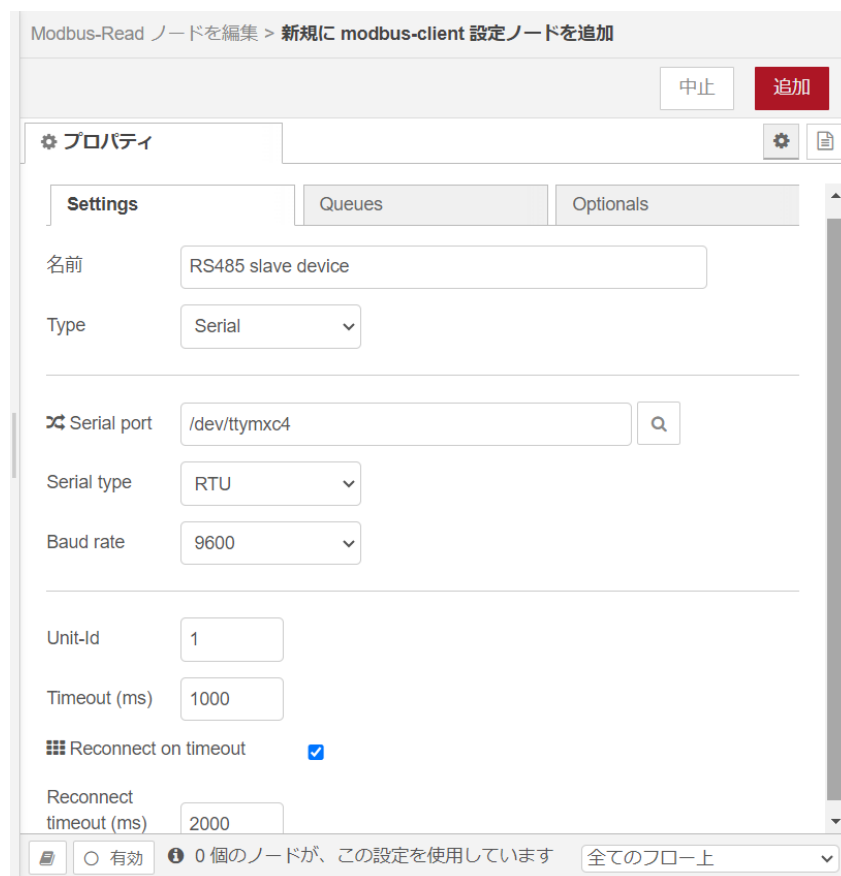 Modbus-Read ノードを編集 > 新規に modbus-client 設定ノードを追加
中止 追加
プロパティ
Settings Queues Optionals
名前 RS485 slave device
Type Serial
Serial port /dev/ttymxc4
Serial type RTU
Baud rate 9600
Unit-Id 1
Timeout (ms) 1000
Reconnect on timeout
Reconnect
timeout (ms) 2000
有効 0 個のノードが、この設定を使用しています 全てのフロー上